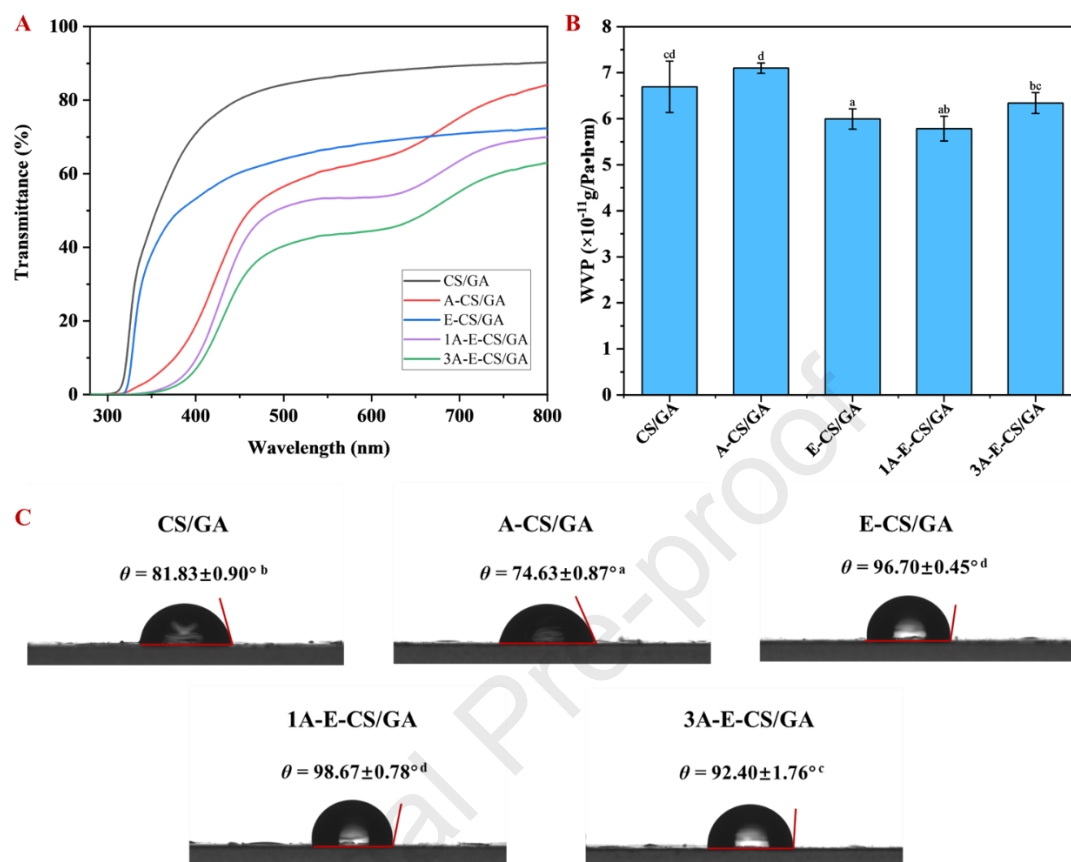 A
100
80
60
40
20
0
Transmittance (%)
300
400
500
600
700
800
Wavelength (nm)
CS/GA
A-CS/GA
E-CS/GA
1A-E-CS/GA
3A-E-CS/GA
B
8
7
6
5
4
3
2
1
0
WVP (×10⁻¹¹g/Pa•h•m)
cd
d
a
ab
bc
CS/GA
A-CS/GA
E-CS/GA
1A-E-CS/GA
3A-E-CS/GA
C
CS/GA
θ = 81.83±0.90° ᵇ
A-CS/GA
θ = 74.63±0.87° ᵃ
E-CS/GA
θ = 96.70±0.45° ᵈ
1A-E-CS/GA
θ = 98.67±0.78° ᵈ
3A-E-CS/GA
θ = 92.40±1.76° ᶜ
al Pre-proof